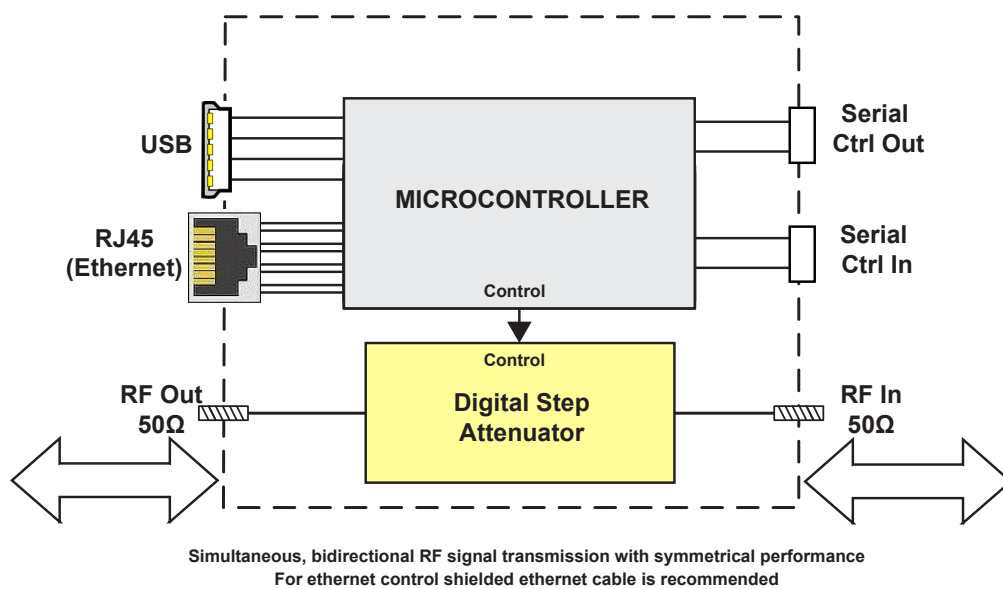 USB
RJ45
(Ethernet)
MICROCONTROLLER
Control
Serial
Ctrl Out
Serial
Ctrl In
Control
Digital Step
Attenuator
RF Out
50Ω
RF In
50Ω
Simultaneous, bidirectional RF signal transmission with symmetrical performance
For ethernet control shielded ethernet cable is recommended